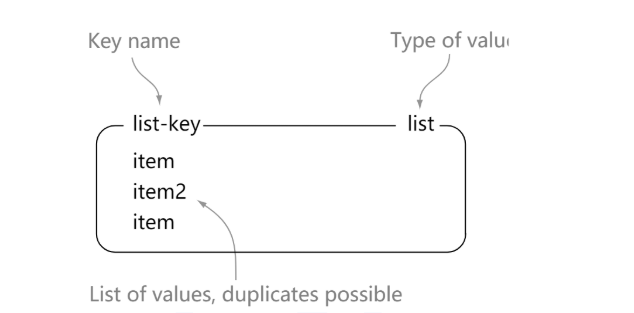 Key name
Type of valu
list-key
list
item
item2
item
List of values, duplicates possible